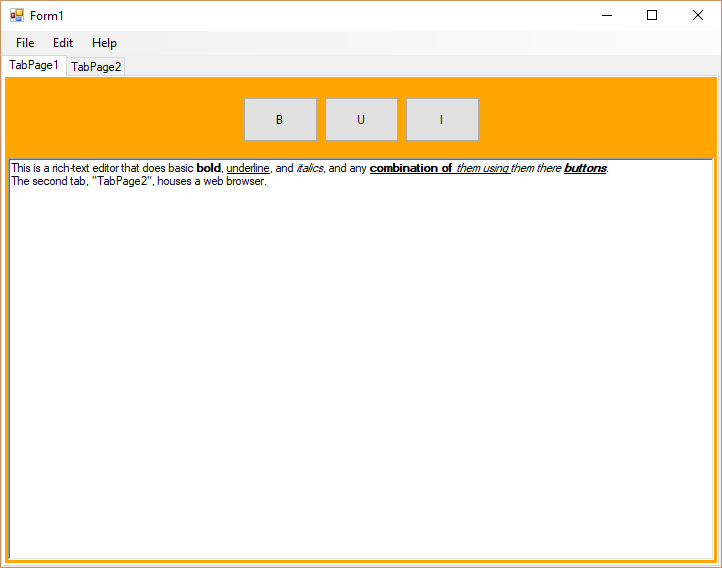 Form1
File Edit Help
TabPage1 TabPage2
B U I
This is a rich-text editor that does basic bold, underline, and italics, and any combination of them using them there buttons.
The second tab, "TabPage2", houses a web browser.